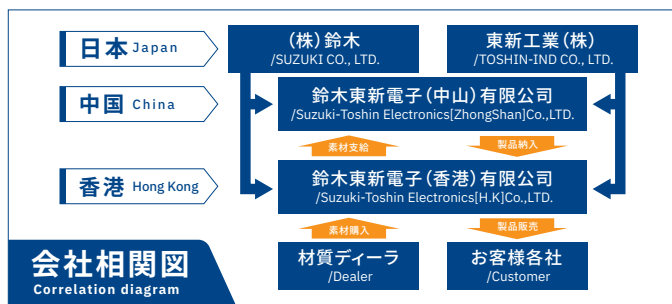 日本 Japan
(株)鈴木
/SUZUKI CO., LTD.
東新工業(株)
/TOSHIN-IND CO., LTD.
中国 China
鈴木東新電子(中山)有限公司
/Suzuki-Toshin Electronics[ZhongShan]Co.,LTD.
素材支給
製品納入
香港 Hong Kong
鈴木東新電子(香港)有限公司
/Suzuki-Toshin Electronics[H.K]Co.,LTD.
素材購入
製品販売
材質ディーラ
/Dealer
お客様各社
/Customer
会社相関図
Correlation diagram